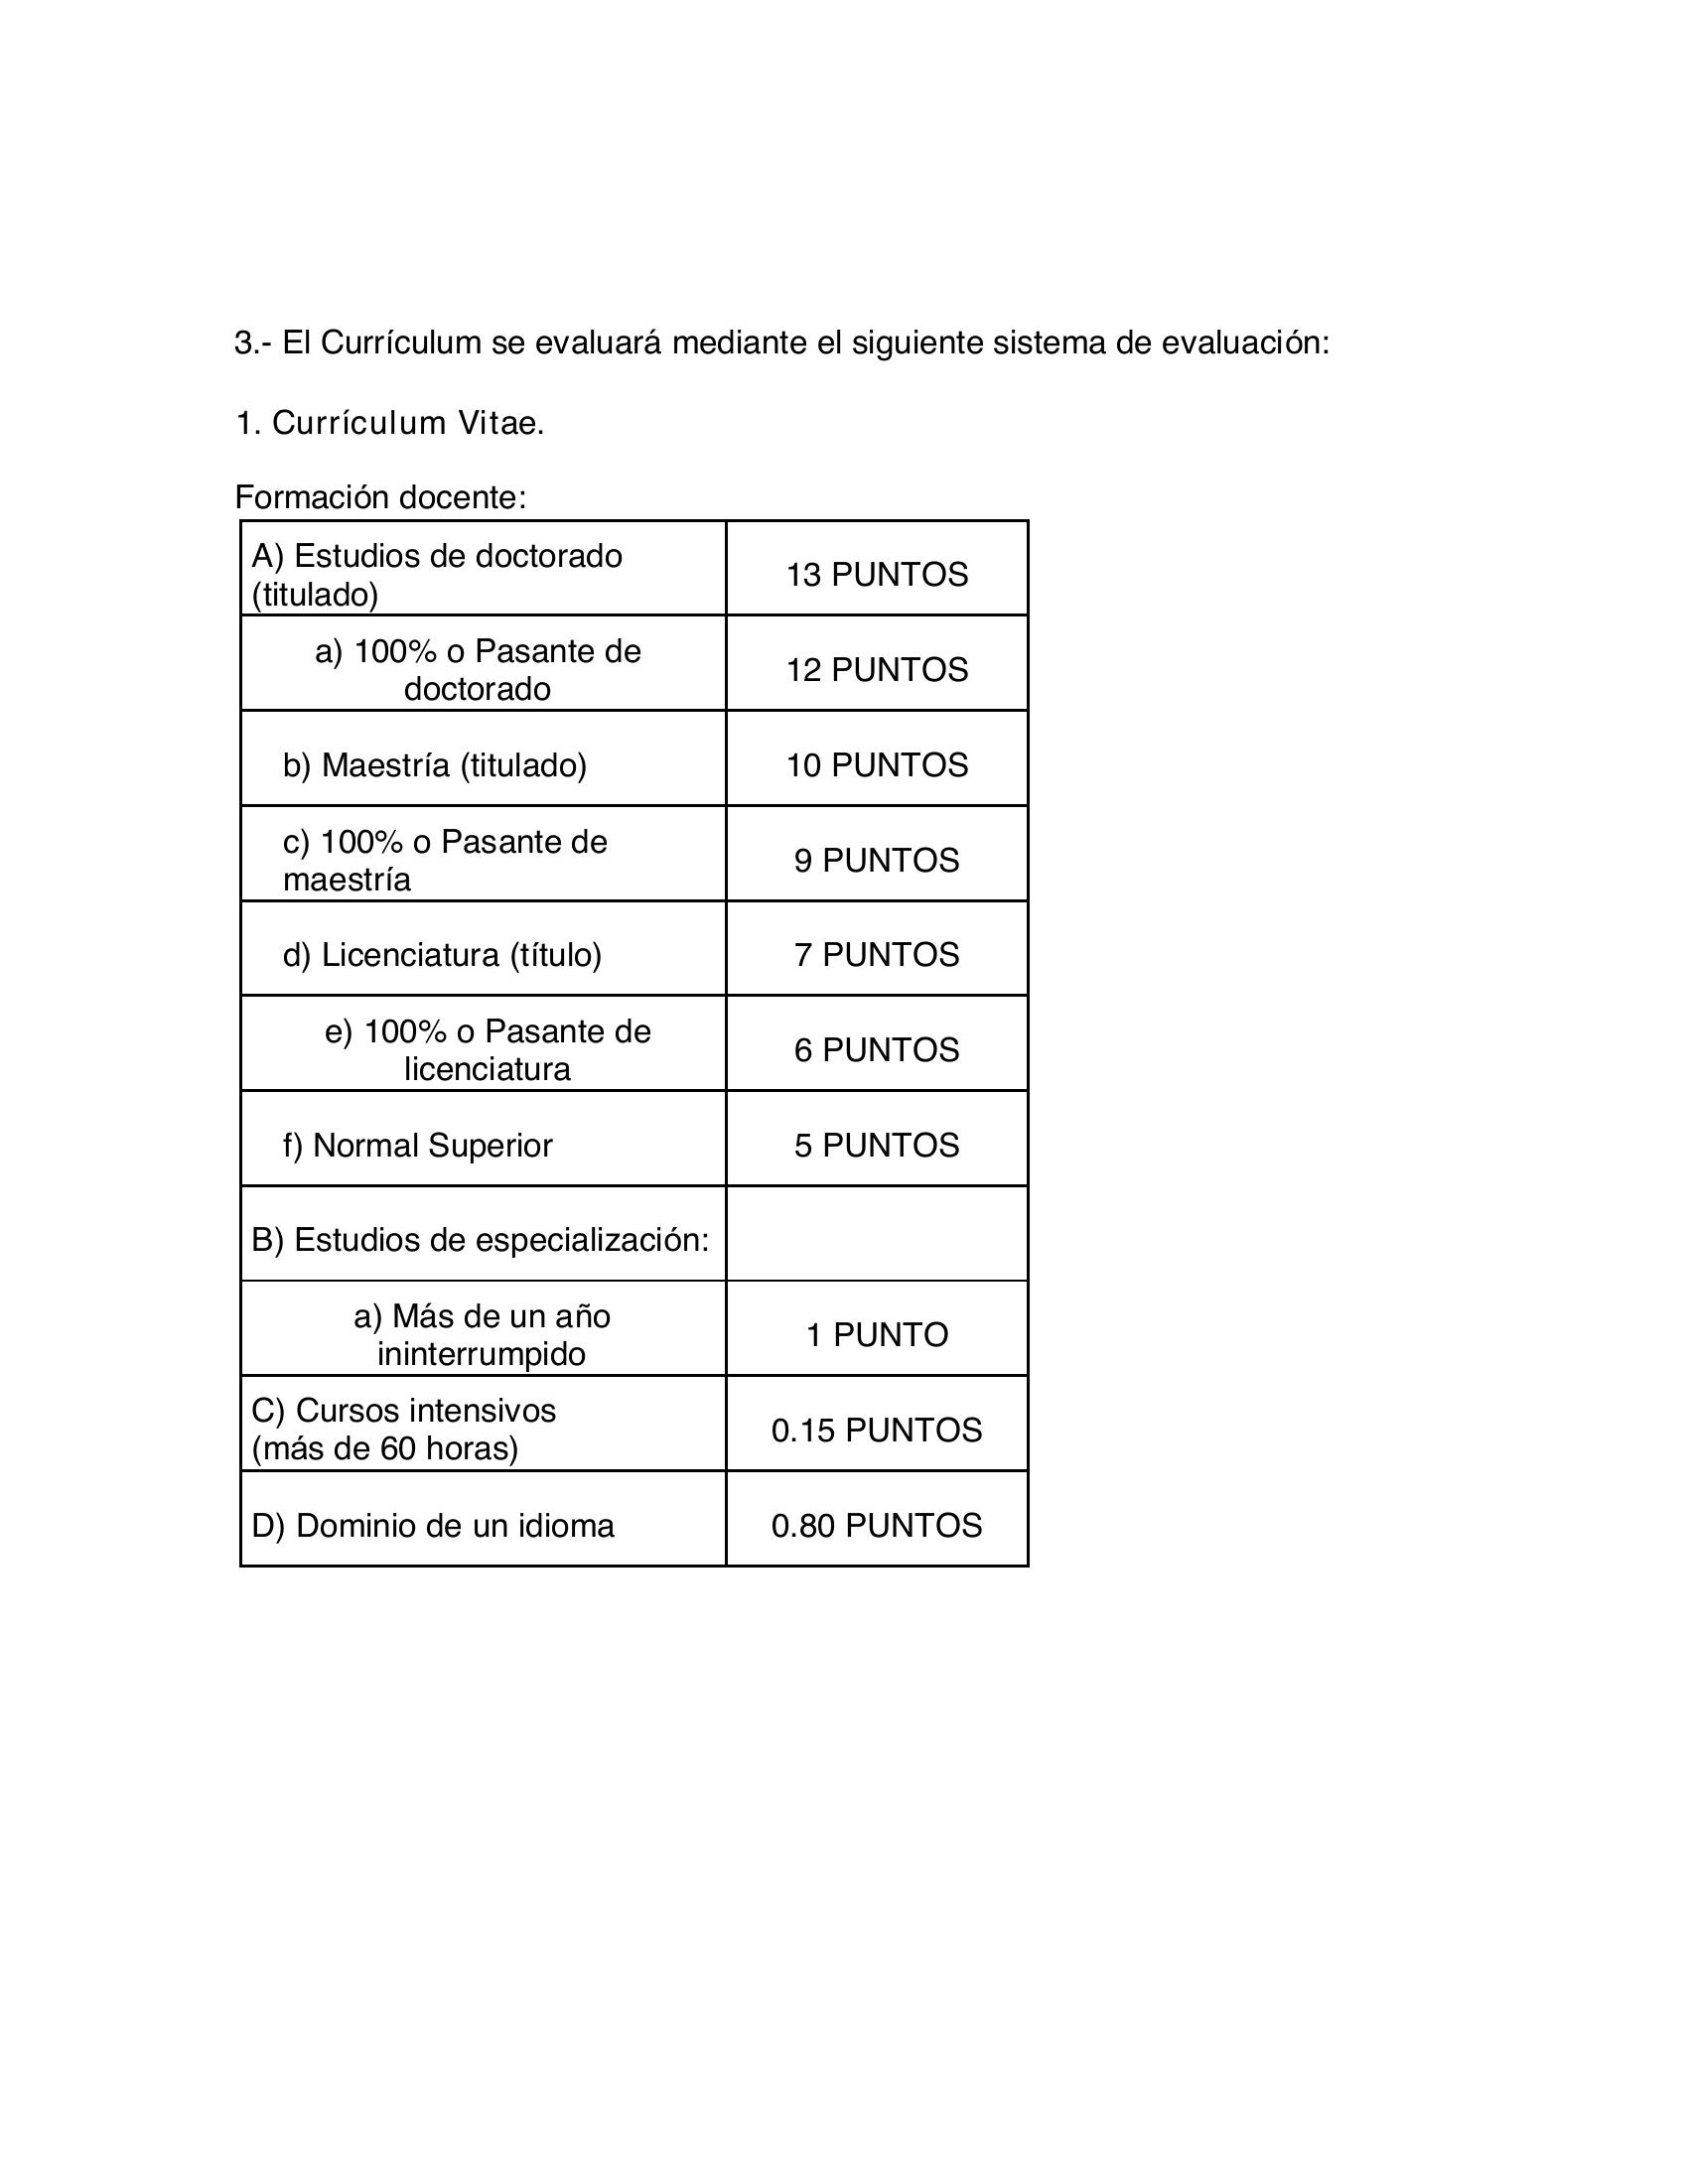 3.- El Currículum se evaluará mediante el siguiente sistema de evaluación:
1. Currículum Vitae.
Formación docente:
A) Estudios de doctorado
(titulado)
13 PUNTOS
a) 100% o Pasante de
doctorado
12 PUNTOS
b) Maestría (titulado)
10 PUNTOS
c) 100% o Pasante de
maestría
9 PUNTOS
d) Licenciatura (título)
7 PUNTOS
e) 100% o Pasante de
licenciatura
6 PUNTOS
f) Normal Superior
5 PUNTOS
B) Estudios de especialización:
a) Más de un año
ininterrumpido
1 PUNTO
C) Cursos intensivos
(más de 60 horas)
0.15 PUNTOS
D) Dominio de un idioma
0.80 PUNTOS